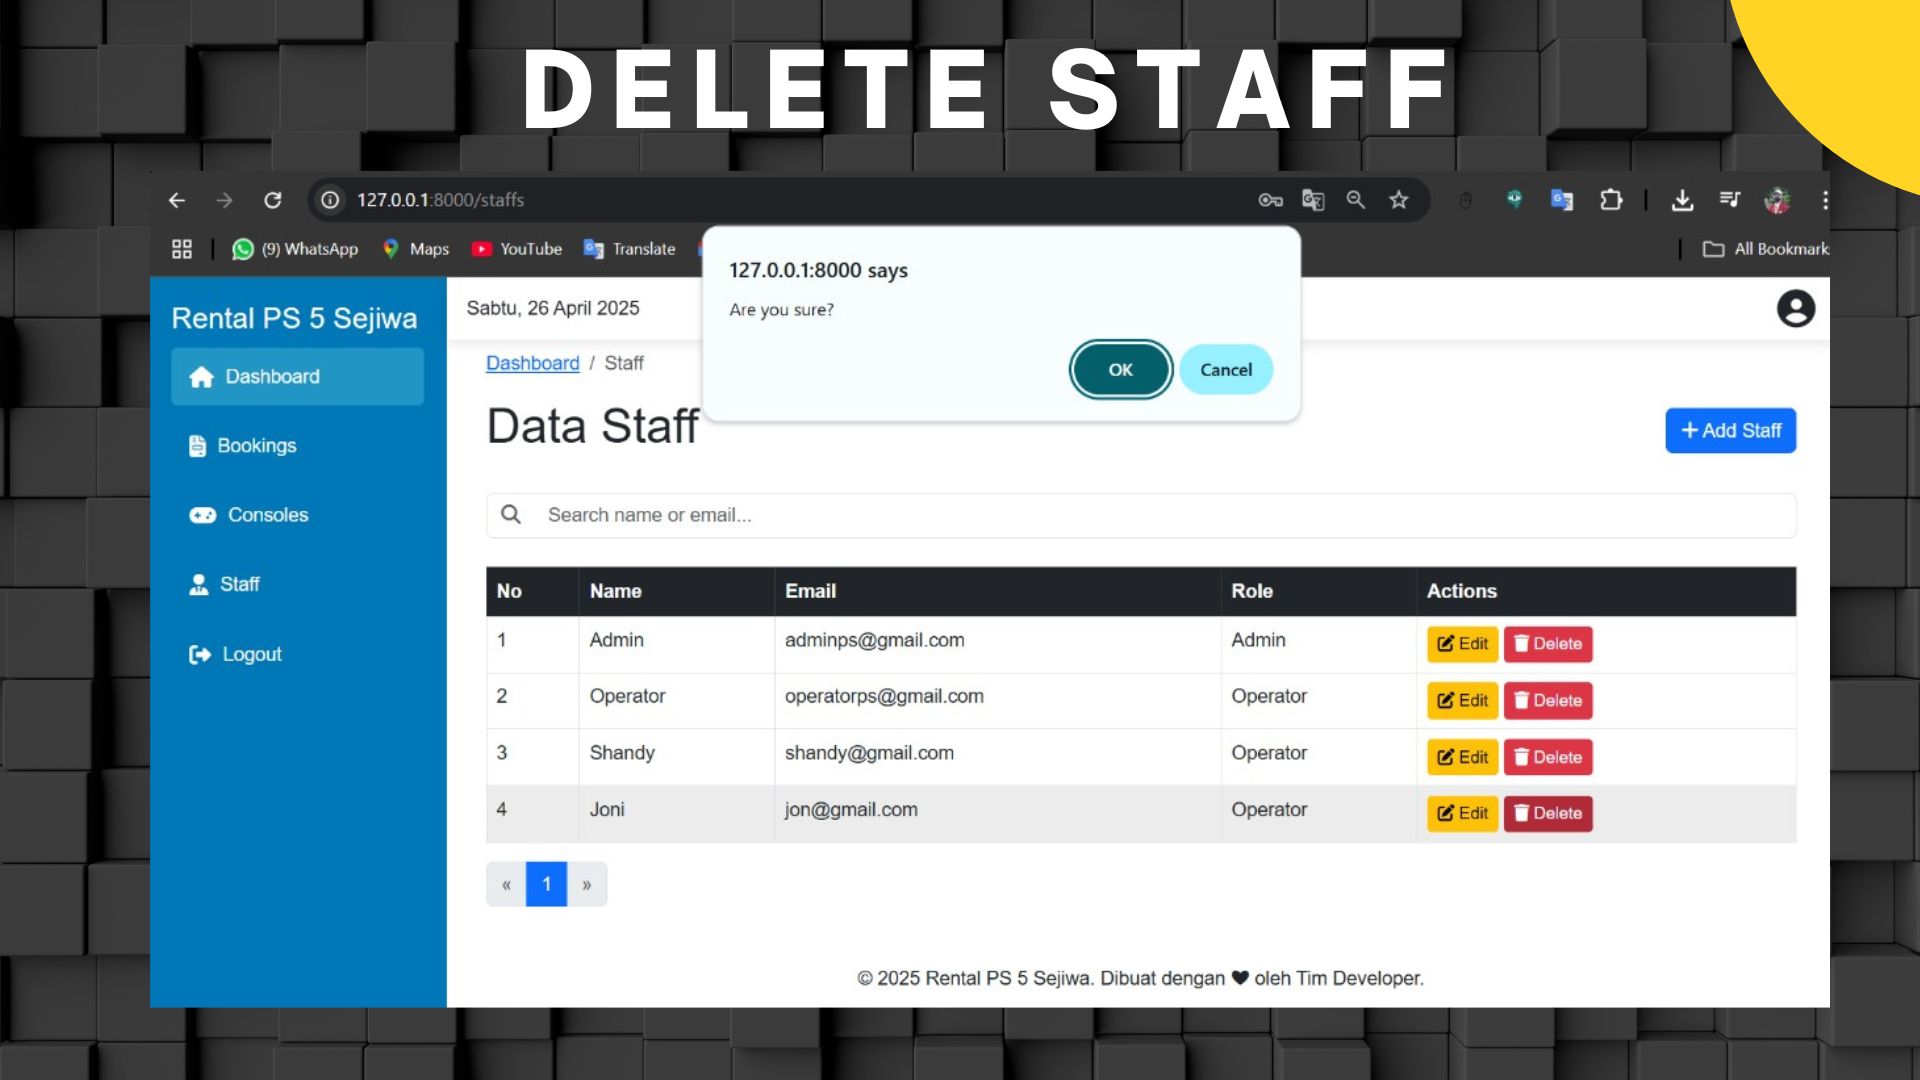 DELETE STAFF
127.0.0.1:8000/staffs
(9) WhatsApp Maps YouTube Translate All Bookmark
127.0.0.1:8000 says
Are you sure?
OK Cancel
Rental PS 5 Sejiwa
Dashboard
Bookings
Consoles
Staff
Logout
Sabtu, 26 April 2025
Dashboard / Staff
Data Staff
+ Add Staff
Search name or email...
No Name Email Role Actions
1 Admin adminps@gmail.com Admin Edit Delete
2 Operator operatorps@gmail.com Operator Edit Delete
3 Shandy shandy@gmail.com Operator Edit Delete
4 Joni jon@gmail.com Operator Edit Delete
« 1 »
© 2025 Rental PS 5 Sejiwa. Dibuat dengan ♥ oleh Tim Developer.